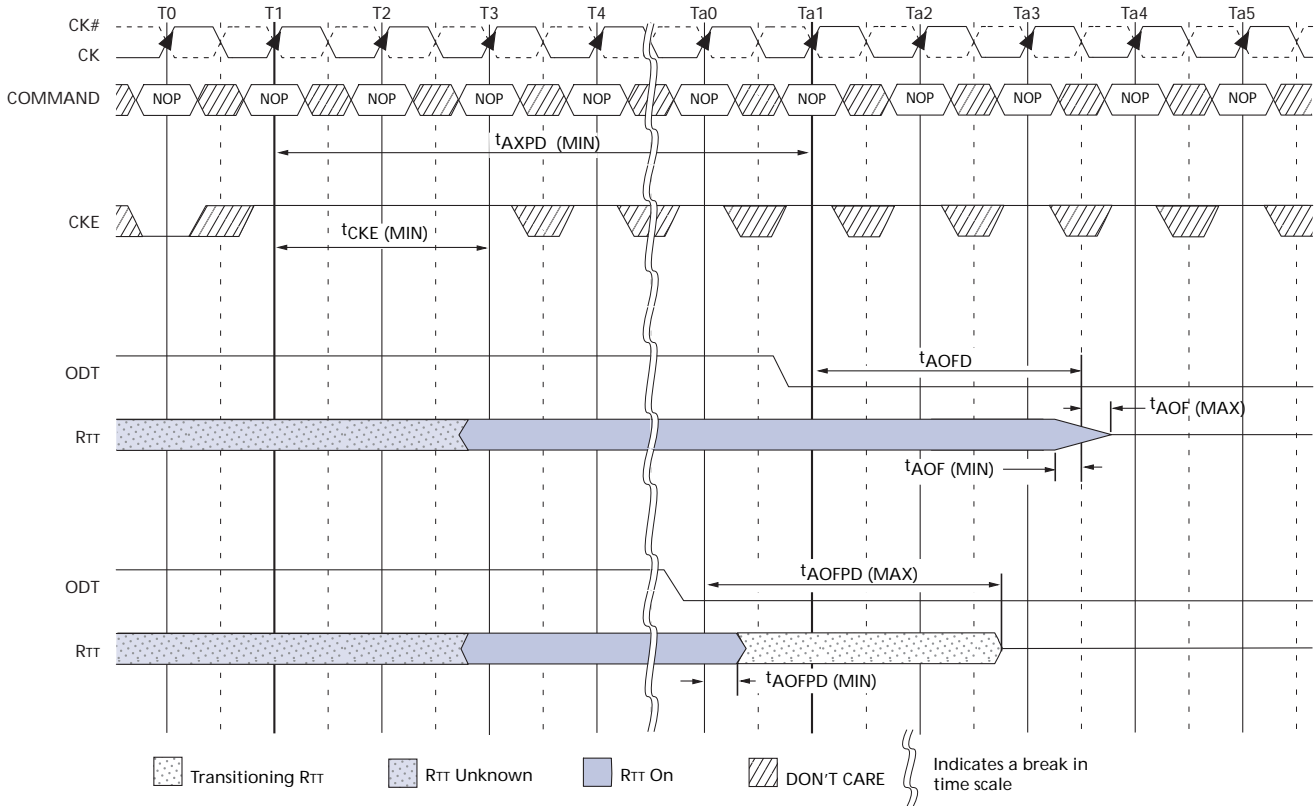 T0 T1 T2 T3 T4 Ta0 Ta1 Ta2 Ta3 Ta4 Ta5
CK#
CK
COMMAND NOP NOP NOP NOP NOP NOP NOP NOP NOP NOP NOP
tAXPD (MIN)
CKE
tCKE (MIN)
ODT
tAOFD
tAOF (MAX)
RTT
tAOF (MIN)
ODT
tAOFPD (MAX)
RTT
tAOFPD (MIN)
Transitioning RTT
RTT Unknown
RTT On
DON'T CARE
Indicates a break in
time scale